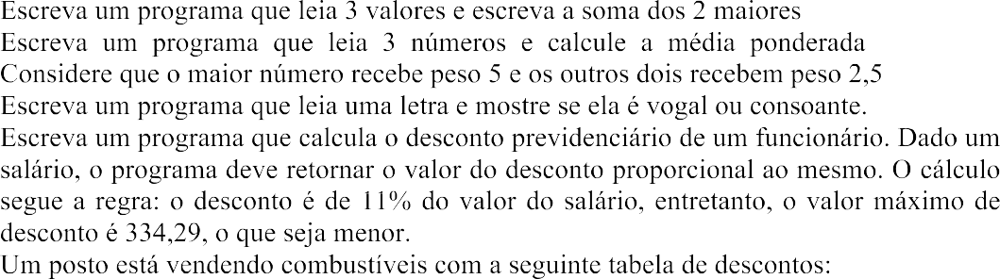 Escreva um programa que leia 3 valores e escreva a soma dos 2 maiores
Escreva um programa que leia 3 números e calcule a média ponderada
Considere que o maior número recebe peso 5 e os outros dois recebem peso 2,5
Escreva um programa que leia uma letra e mostre se ela é vogal ou consoante.
Escreva um programa que calcula o desconto previdenciário de um funcionário. Dado um
salário, o programa deve retornar o valor do desconto proporcional ao mesmo. O cálculo
segue a regra: o desconto é de 11% do valor do salário, entretanto, o valor máximo de
desconto é 334,29, o que seja menor.
Um posto está vendendo combustíveis com a seguinte tabela de descontos: